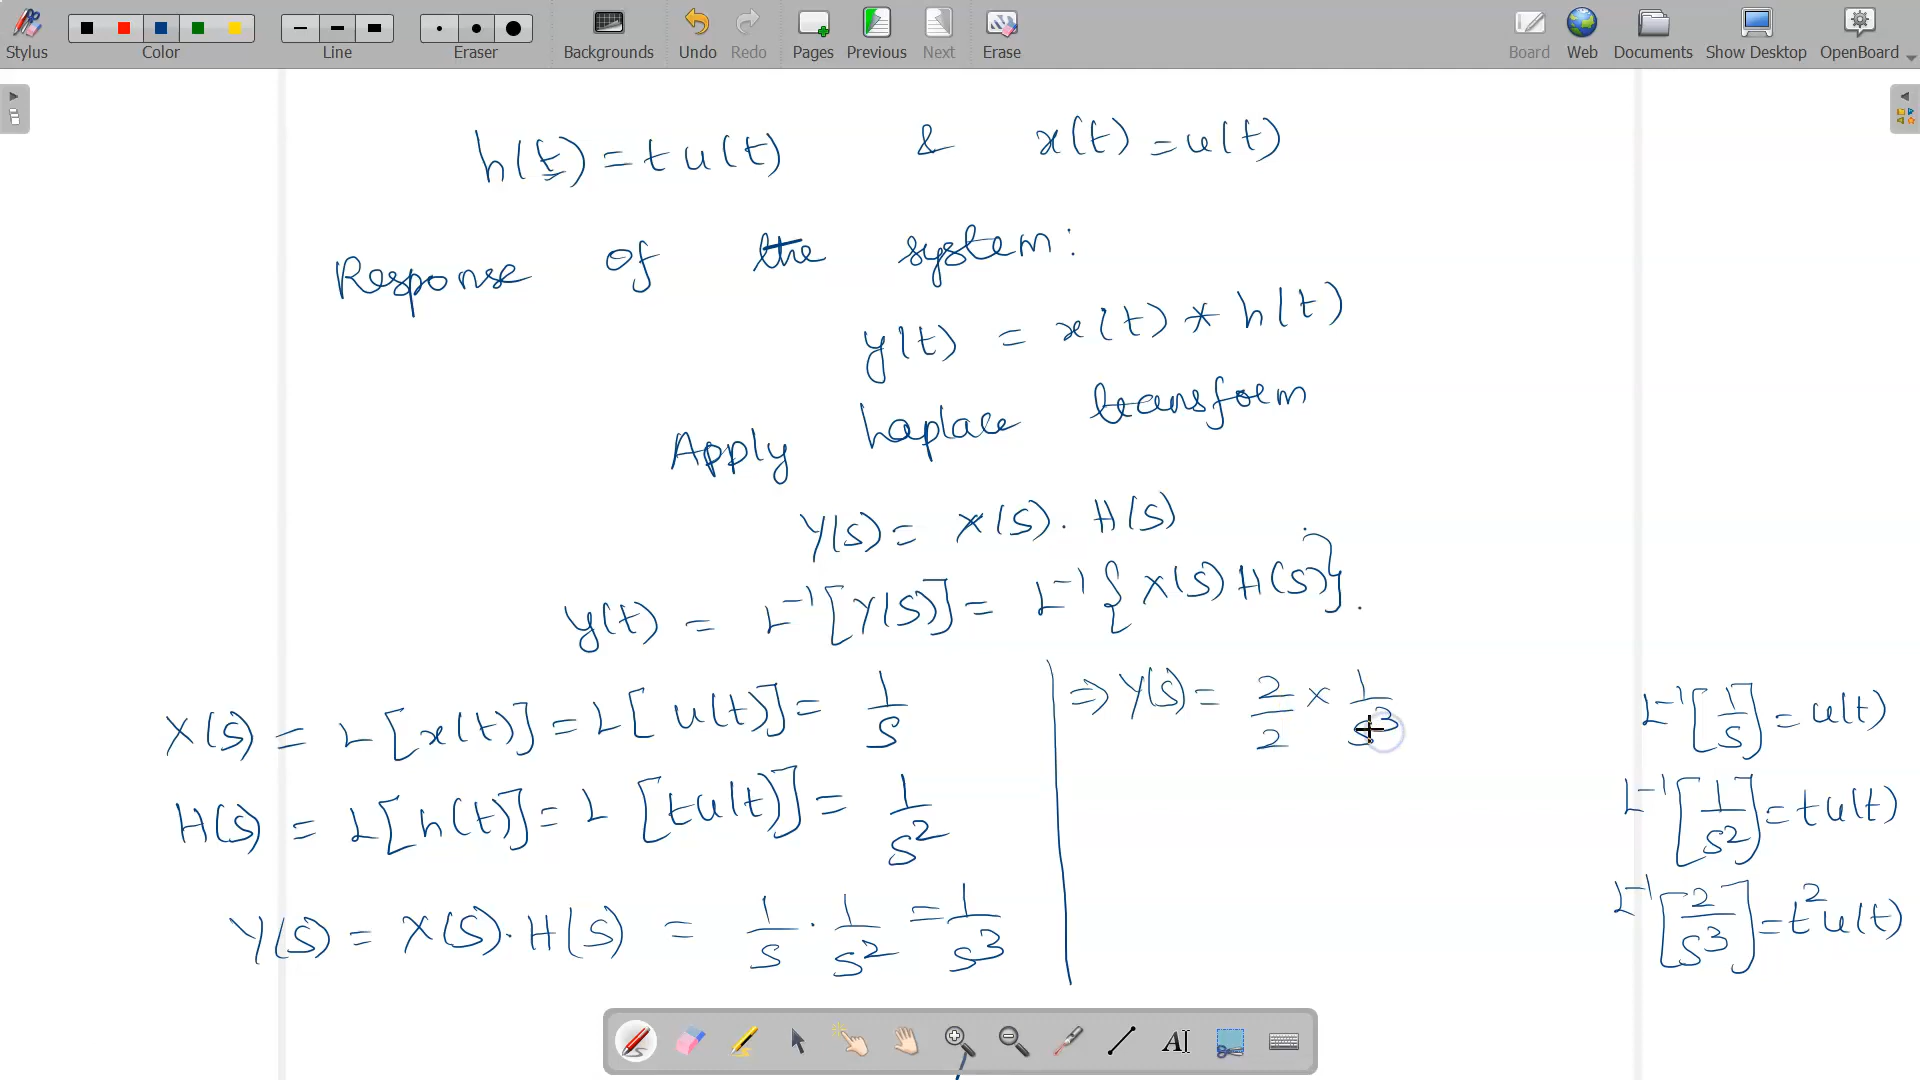 Stylus Color Line Eraser Backgrounds Undo Redo Pages Previous Next Erase Board Web Documents Show Desktop OpenBoard
h(t) = t u(t) & x(t) = u(t)
Response of the system:
y(t) = x(t) * h(t)
Apply Laplace transform
Y(S) = X(S) . H(S)
y(t) = L⁻¹[Y(S)] = L⁻¹{X(S) H(S)}.
X(S) = L[x(t)] = L[u(t)] = 1/S
H(S) = L[h(t)] = L[t u(t)] = 1/S²
Y(S) = X(S) . H(S) = 1/S . 1/S² = 1/S³
⇒ Y(S) = 2/2 × 1/S³
L⁻¹[1/S] = u(t)
L⁻¹[1/S²] = t u(t)
L⁻¹[2/S³] = t² u(t)
AI